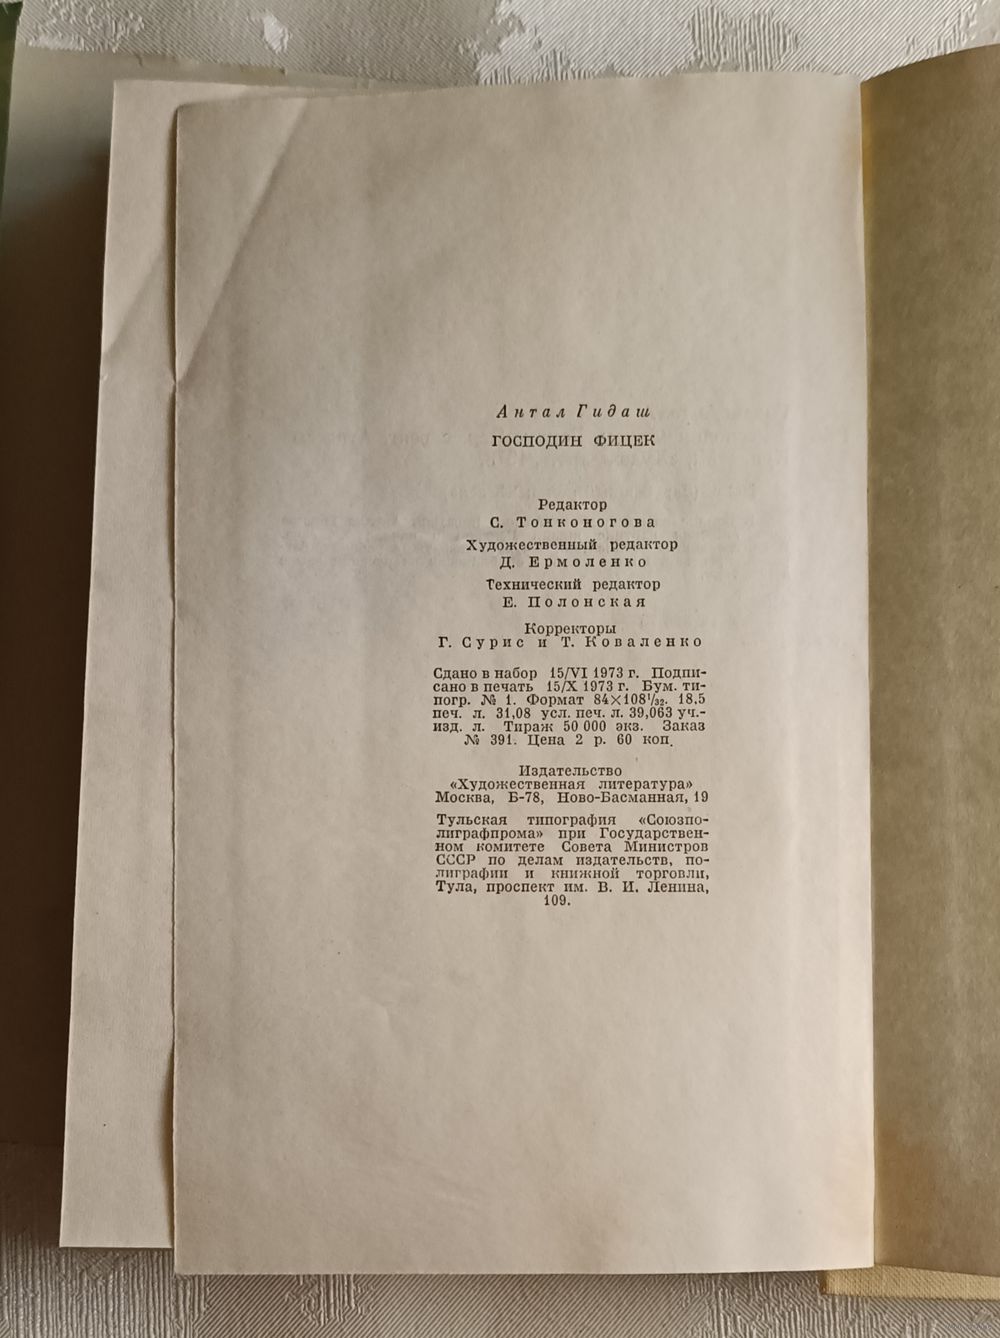 Антал Гидаш
ГОСПОДИН ФИЦЕК
Редактор
С. Тонконогова
Художественный редактор
Д. Ермоленко
Технический редактор
Е. Полонская
Корректоры
Г. Сурис и Т. Коваленко
Сдано в набор 15/VI 1973 г. Подпи-
сано в печать 15/X 1973 г. Бум. ти-
погр. № 1. Формат 84×108¹/₃₂. 18,5
печ. л. 31,08 усл. печ. л. 39,063 уч.-
изд. л. Тираж 50 000 экз. Заказ
№ 391. Цена 2 р. 60 коп.
Издательство
«Художественная литература»
Москва, Б-78, Ново-Басманная, 19
Тульская типография «Союзпо-
лиграфпрома» при Государствен-
ном комитете Совета Министров
СССР по делам издательств, по-
лиграфии и книжной торговли,
Тула, проспект им. В. И. Ленина,
109.